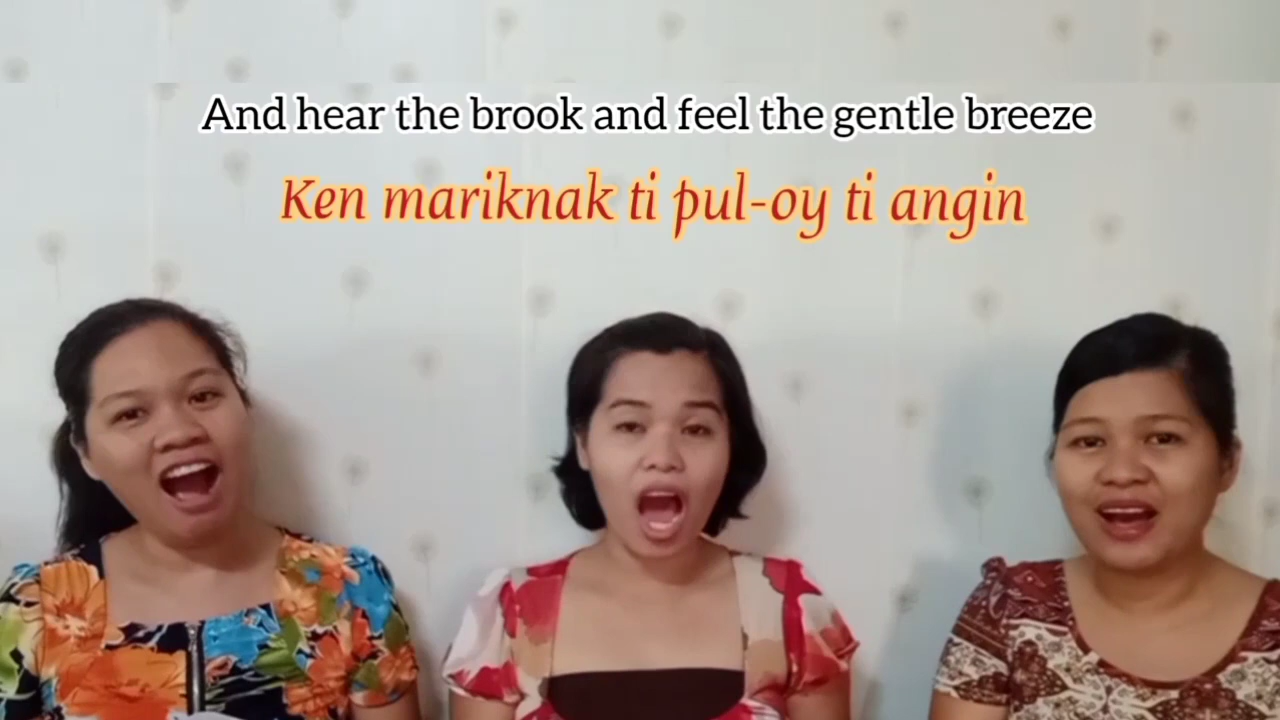 And hear the brook and feel the gentle breeze
Ken mariknak ti pul-oy ti angin